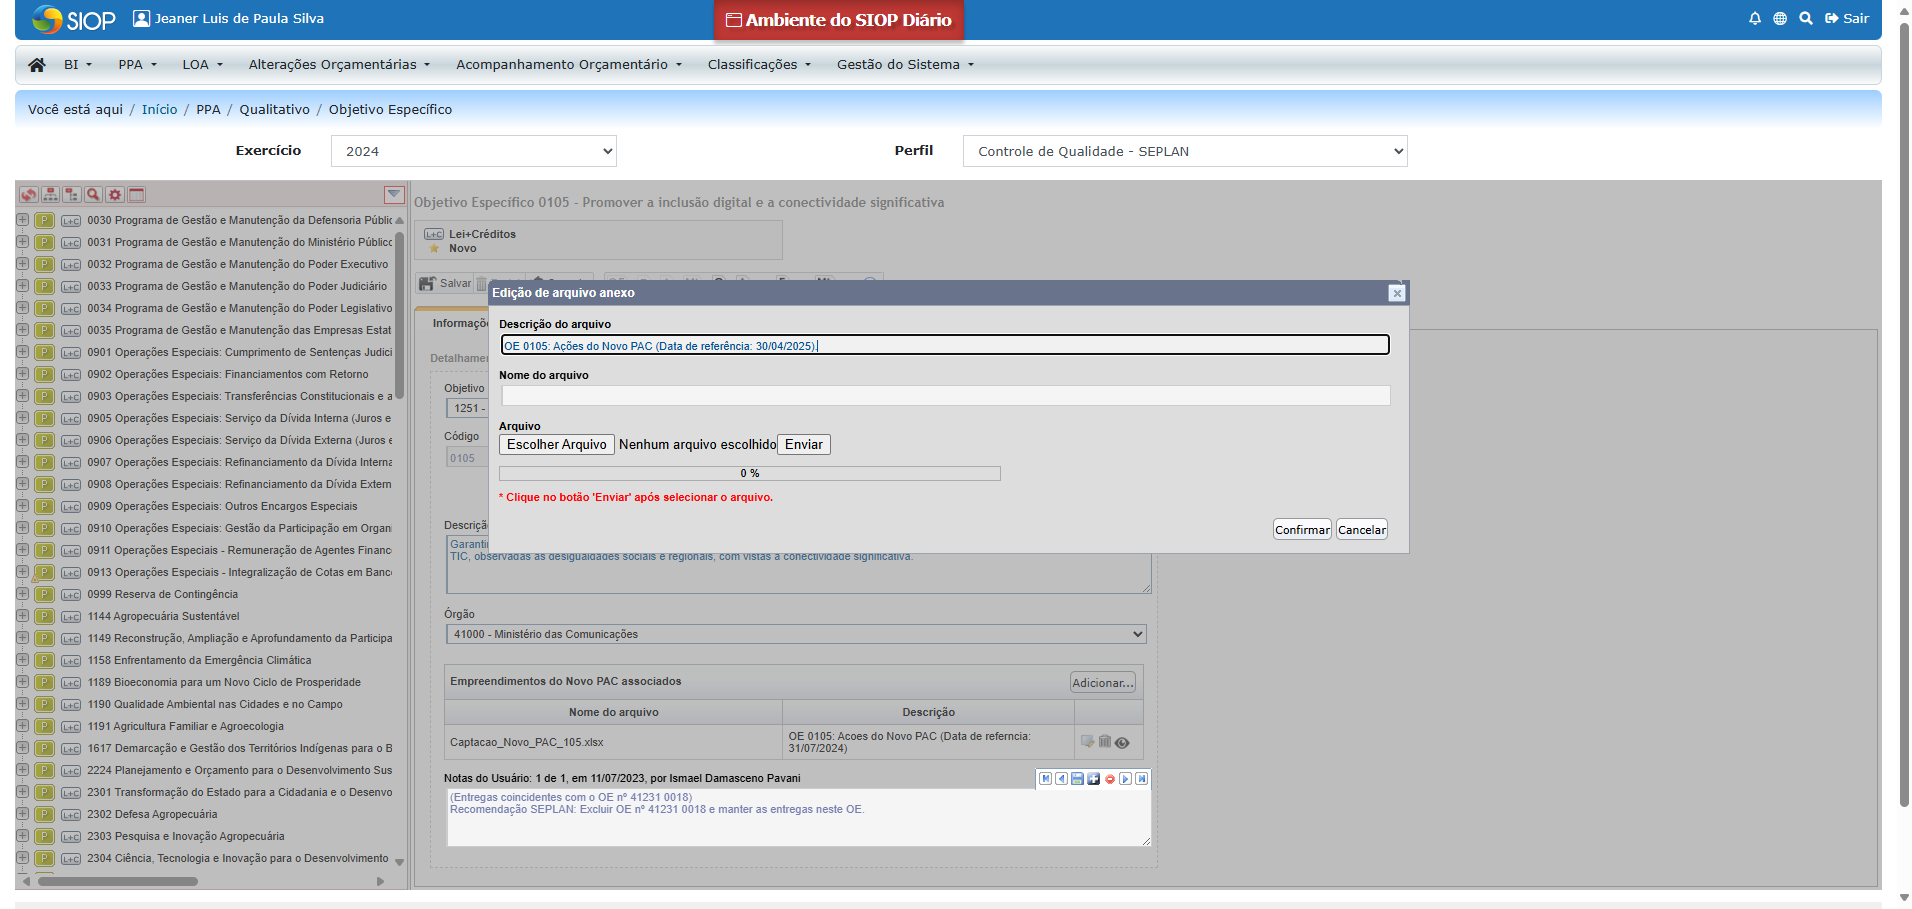 SIOP
Jeaner Luis de Paula Silva
Ambiente do SIOP Diário
Sair
BI
PPA
LOA
Alterações Orçamentárias
Acompanhamento Orçamentário
Classificações
Gestão do Sistema
Você está aqui / Início / PPA / Qualitativo / Objetivo Específico
Exercício
2024
Perfil
Controle de Qualidade - SEPLAN
P L+C 0030 Programa de Gestão e Manutenção da Defensoria Públic
P L+C 0031 Programa de Gestão e Manutenção do Ministério Público
P L+C 0032 Programa de Gestão e Manutenção do Poder Executivo
P L+C 0033 Programa de Gestão e Manutenção do Poder Judiciário
P L+C 0034 Programa de Gestão e Manutenção do Poder Legislativo
P L+C 0035 Programa de Gestão e Manutenção das Empresas Estat
P L+C 0901 Operações Especiais: Cumprimento de Sentenças Judici
P L+C 0902 Operações Especiais: Financiamentos com Retorno
P L+C 0903 Operações Especiais: Transferências Constitucionais e a
P L+C 0905 Operações Especiais: Serviço da Dívida Interna (Juros e
P L+C 0906 Operações Especiais: Serviço da Dívida Externa (Juros e
P L+C 0907 Operações Especiais: Refinanciamento da Dívida Interna
P L+C 0908 Operações Especiais: Refinanciamento da Dívida Extern
P L+C 0909 Operações Especiais: Outros Encargos Especiais
P L+C 0910 Operações Especiais: Gestão da Participação em Organi
P L+C 0911 Operações Especiais - Remuneração de Agentes Financ
P L+C 0913 Operações Especiais - Integralização de Cotas em Banc
P L+C 0999 Reserva de Contingência
P L+C 1144 Agropecuária Sustentável
P L+C 1149 Reconstrução, Ampliação e Aprofundamento da Participa
P L+C 1158 Enfrentamento da Emergência Climática
P L+C 1189 Bioeconomia para um Novo Ciclo de Prosperidade
P L+C 1190 Qualidade Ambiental nas Cidades e no Campo
P L+C 1191 Agricultura Familiar e Agroecologia
P L+C 1617 Demarcação e Gestão dos Territórios Indígenas para o B
P L+C 2224 Planejamento e Orçamento para o Desenvolvimento Sus
P L+C 2301 Transformação do Estado para a Cidadania e o Desenvo
P L+C 2302 Defesa Agropecuária
P L+C 2303 Pesquisa e Inovação Agropecuária
P L+C 2304 Ciência, Tecnologia e Inovação para o Desenvolvimento
Objetivo Específico 0105 - Promover a inclusão digital e a conectividade significativa
L+C Lei+Créditos
Novo
Salvar
Edição de arquivo anexo
Descrição do arquivo
OE 0105: Ações do Novo PAC (Data de referência: 30/04/2025).
Nome do arquivo
Arquivo
Escolher Arquivo Nenhum arquivo escolhido Enviar
0 %
* Clique no botão 'Enviar' após selecionar o arquivo.
Confirmar Cancelar
Informaçõ
Detalhamen
Objetivo
1251 -
Código
0105
Descriçã
Garanti
TIC, observadas as desigualdades sociais e regionais, com vistas à conectividade significativa.
Órgão
41000 - Ministério das Comunicações
Empreendimentos do Novo PAC associados
Adicionar...
Nome do arquivo
Descrição
Captacao_Novo_PAC_105.xlsx
OE 0105: Acoes do Novo PAC (Data de referncia:
31/07/2024)
Notas do Usuário: 1 de 1, em 11/07/2023, por Ismael Damasceno Pavani
(Entregas coincidentes com o OE nº 41231 0018)
Recomendação SEPLAN: Excluir OE nº 41231 0018 e manter as entregas neste OE.